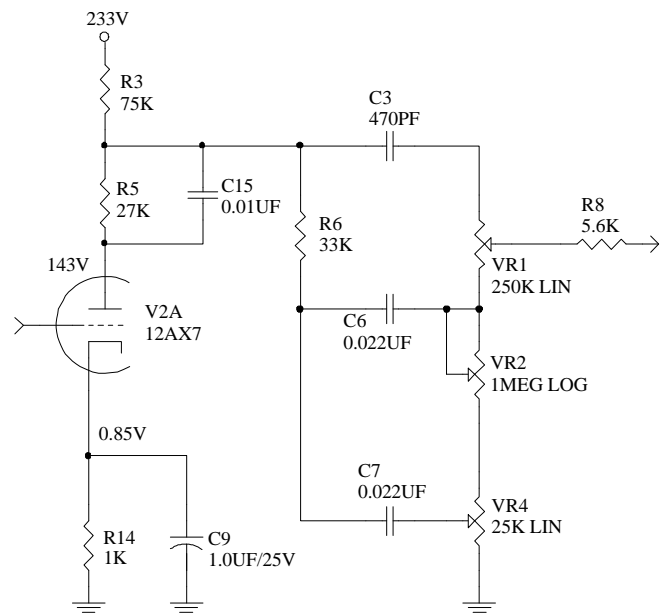 233V
R3
75K
C3
470PF
R5
27K
C15
0.01UF
R6
33K
R8
5.6K
VR1
250K LIN
143V
V2A
12AX7
C6
0.022UF
VR2
1MEG LOG
0.85V
C7
0.022UF
VR4
25K LIN
R14
1K
C9
1.0UF/25V